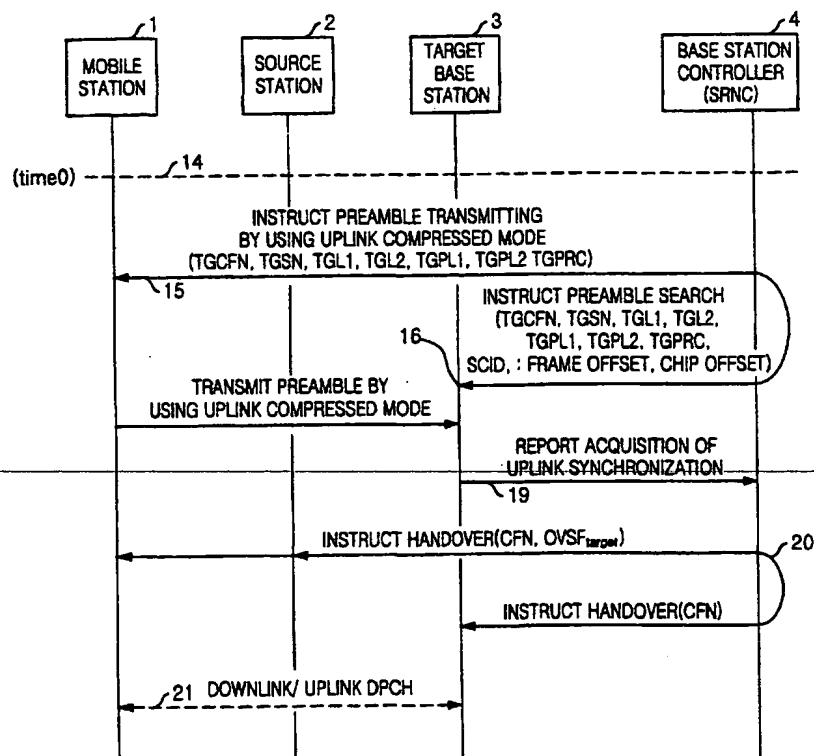 1
2
3
4
MOBILE
STATION
SOURCE
STATION
TARGET
BASE
STATION
BASE STATION
CONTROLLER
(SRNC)
(time0)
14
INSTRUCT PREAMBLE TRANSMITTING
BY USING UPLINK COMPRESSED MODE
(TGCFN, TGSN, TGL1, TGL2, TGPL1, TGPL2 TGPRC)
15
INSTRUCT PREAMBLE SEARCH
(TGCFN, TGSN, TGL1, TGL2,
TGPL1, TGPL2, TGPRC,
SCID, : FRAME OFFSET, CHIP OFFSET)
16
TRANSMIT PREAMBLE BY
USING UPLINK COMPRESSED MODE
REPORT ACQUISITION OF
UPLINK SYNCHRONIZATION
19
INSTRUCT HANDOVER(CFN, OVSFtarget)
20
INSTRUCT HANDOVER(CFN)
21
DOWNLINK/ UPLINK DPCH